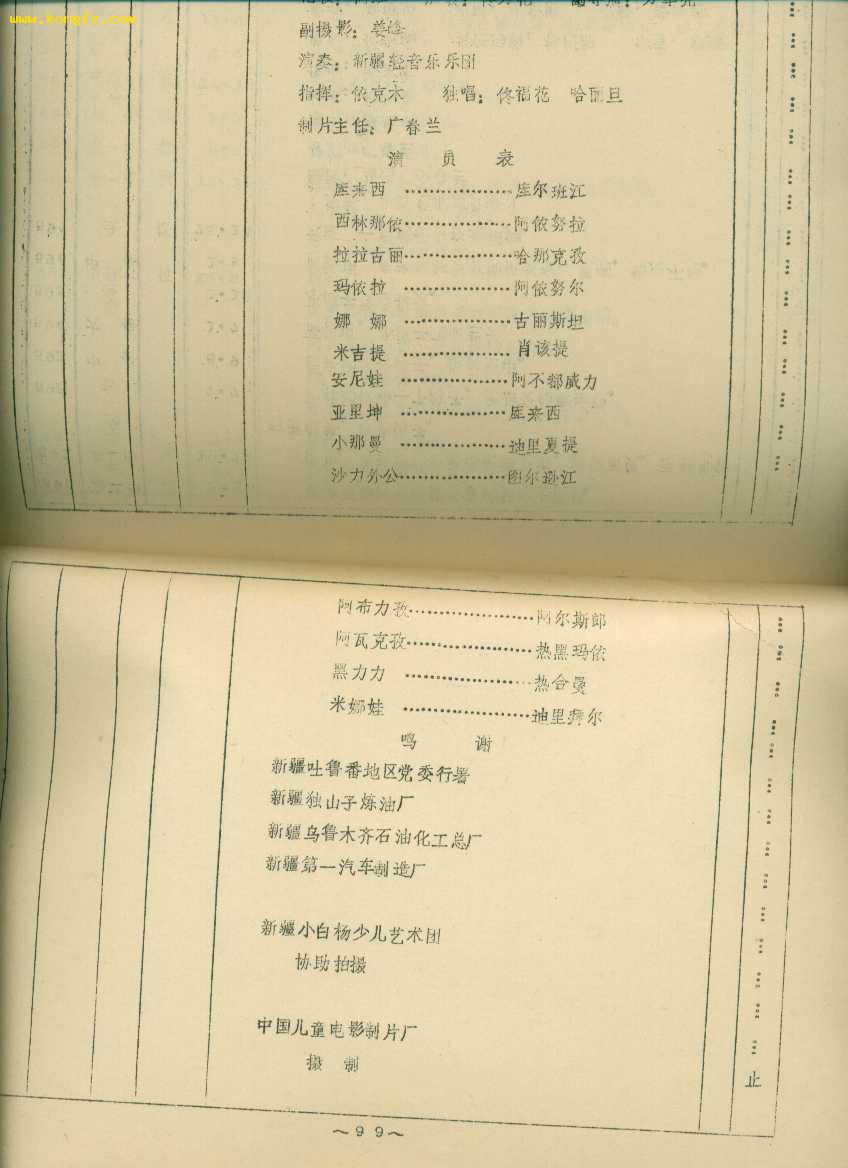 www.kongfz.com
副摄影：姜峰
演奏：新疆轻音乐乐团
指挥：依克木　独唱：佟福花　哈丽旦
制片主任：广春兰
演　员　表
库来西………………库尔班江
西林那依………………阿依努拉
拉拉古丽………………哈那克孜
玛依拉………………阿依努尔
娜　娜………………古丽斯坦
米吉提………………肖该提
安尼娃………………阿不都威力
亚里坤………………库来西
小那曼………………迪里夏提
沙力外公………………图尔逊江
阿布力孜………………阿尔斯郎
阿瓦克孜………………热黑玛依
黑力力………………热合曼
米娜娃………………迪里拜尔
鸣　谢
新疆吐鲁番地区党委行署
新疆独山子炼油厂
新疆乌鲁木齐石油化工总厂
新疆第一汽车制造厂
新疆小白杨少儿艺术团
协助拍摄
中国儿童电影制片厂
摄　制
止
～99～